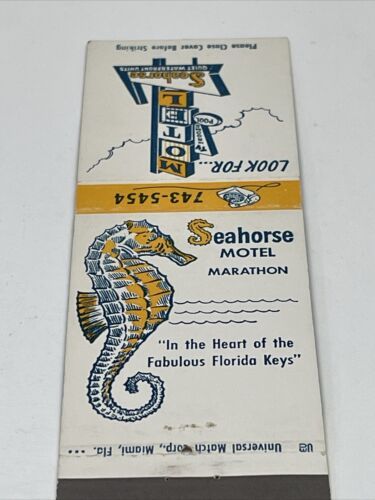 Please Close Cover Before Striking
Seahorse
QUIET WATERFRONT UNITS
MOTEL
POOL
TV
LOOK FOR...
743-5454
Seahorse
MOTEL
MARATHON
"In the Heart of the
Fabulous Florida Keys"
Universal Match Corp., Miami, Fla.